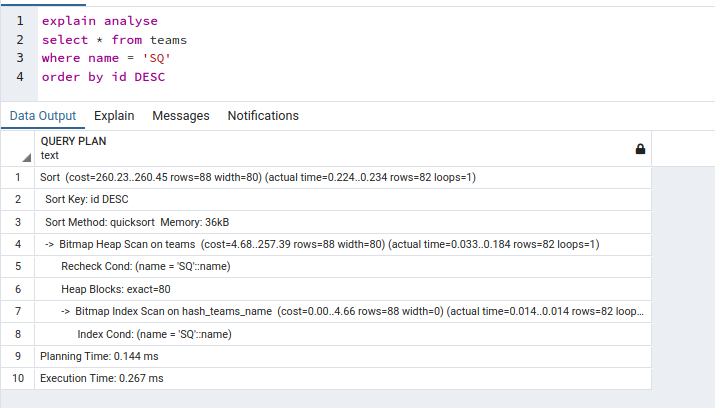 1 explain analyse
2 select * from teams
3 where name = 'SQ'
4 order by id DESC
Data Output Explain Messages Notifications
QUERY PLAN
text
1 Sort (cost=260.23..260.45 rows=88 width=80) (actual time=0.224..0.234 rows=82 loops=1)
2 Sort Key: id DESC
3 Sort Method: quicksort Memory: 36kB
4 -> Bitmap Heap Scan on teams (cost=4.68..257.39 rows=88 width=80) (actual time=0.033..0.184 rows=82 loops=1)
5 Recheck Cond: (name = 'SQ'::name)
6 Heap Blocks: exact=80
7 -> Bitmap Index Scan on hash_teams_name (cost=0.00..4.66 rows=88 width=0) (actual time=0.014..0.014 rows=82 loop...
8 Index Cond: (name = 'SQ'::name)
9 Planning Time: 0.144 ms
10 Execution Time: 0.267 ms